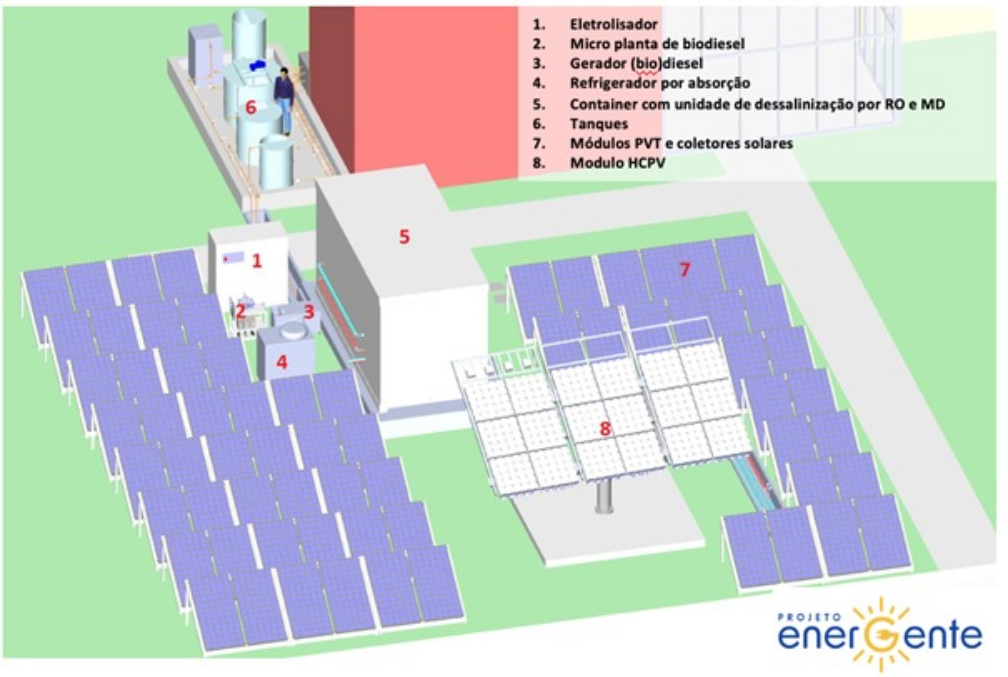 1. Eletrolisador
2. Micro planta de biodiesel
3. Gerador (bio)diesel
4. Refrigerador por absorção
5. Container com unidade de dessalinização por RO e MD
6. Tanques
7. Módulos PVT e coletores solares
8. Modulo HCPV
6
5
1
7
2
3
4
8
PROJETO
enerGente